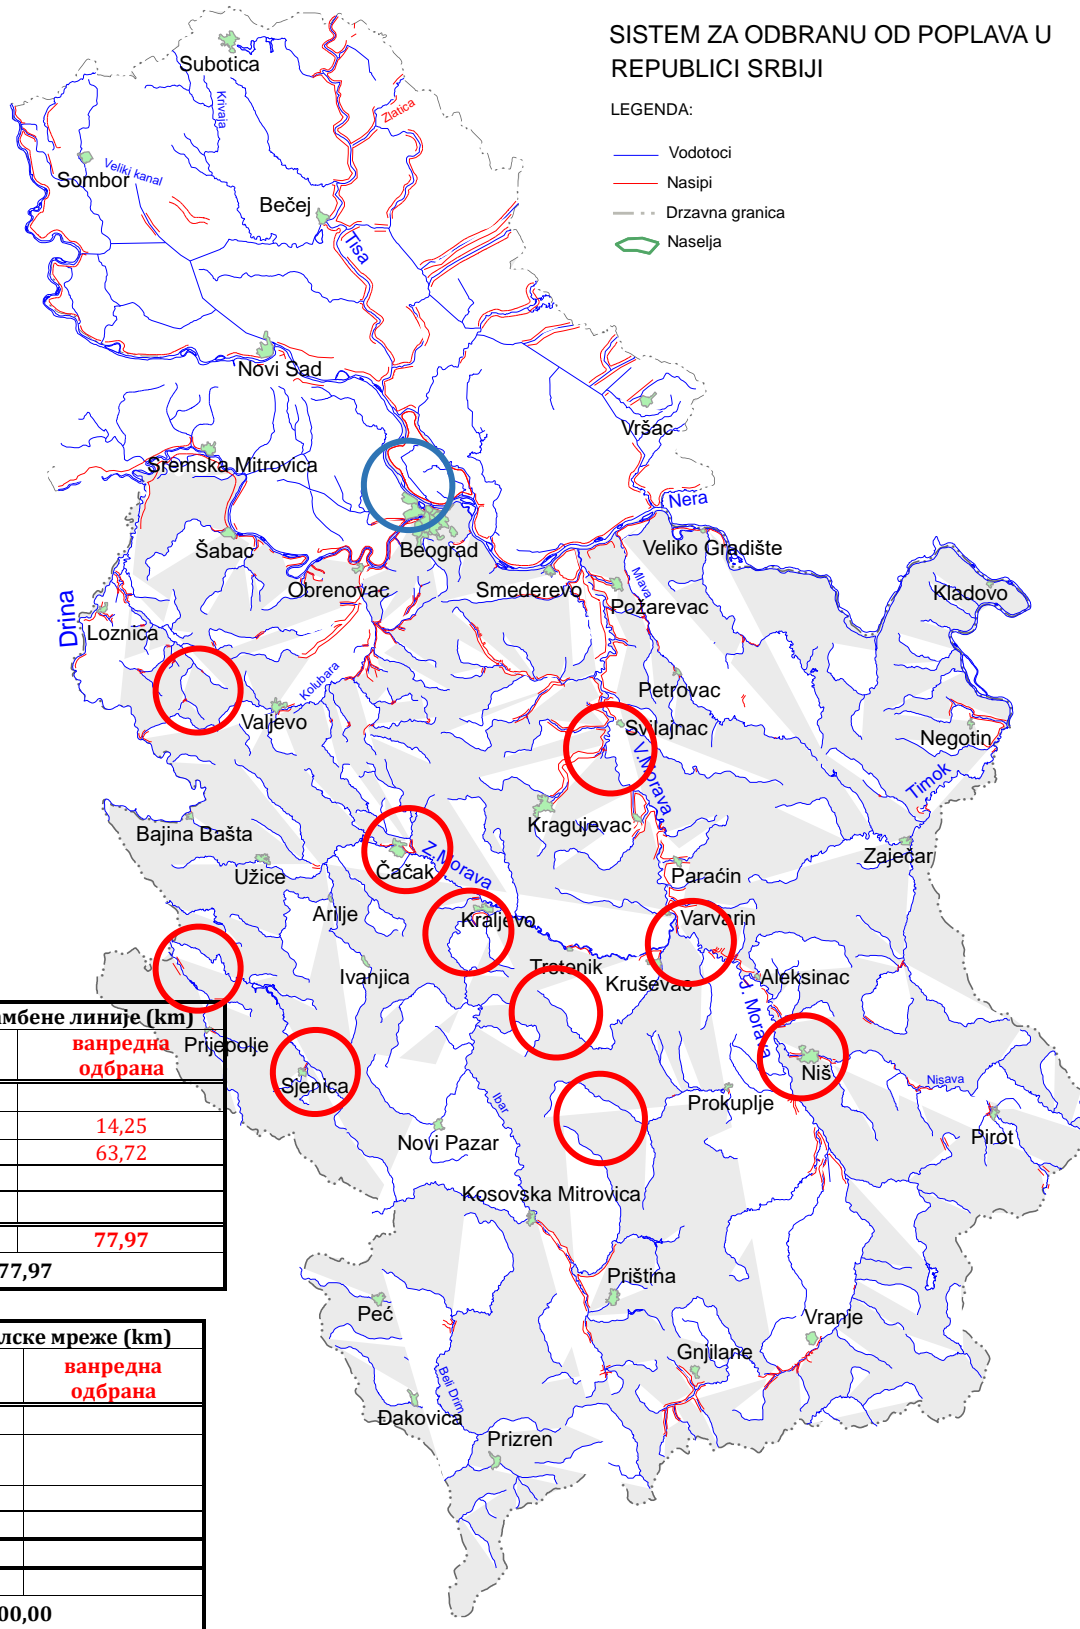 SISTEM ZA ODBRANU OD POPLAVA U
REPUBLICI SRBIJI
LEGENDA:
Vodotoci
Nasipi
Drzavna granica
Naselja
Subotica
Krivaja
Zlatica
Sombor
Veliki kanal
Bečej
Tisa
Novi Sad
Vršac
Sremska Mitrovica
Nera
Šabac
Beograd
Veliko Gradište
Obrenovac
Smederevo
Mlava
Požarevac
Kladovo
Drina
Loznica
Kolubara
Petrovac
Valjevo
Svilajnac
Negotin
V.Morava
Timok
Bajina Bašta
Kragujevac
Zaječar
Užice
Čačak
Z.Morava
Paraćin
Arilje
Kraljevo
Varvarin
Ivanjica
Trstenik
Kruševac
Aleksinac
J. Morava
Prijepolje
Sjenica
Niš
Nisava
Ibar
Prokuplje
Pirot
Novi Pazar
Kosovska Mitrovica
Priština
Peć
Vranje
Gnjilane
Beli Drim
Đakovica
Prizren
амбене линије (km)
ванредна
одбрана
14,25
63,72
77,97
77,97
лске мреже (km)
ванредна
одбрана
00,00